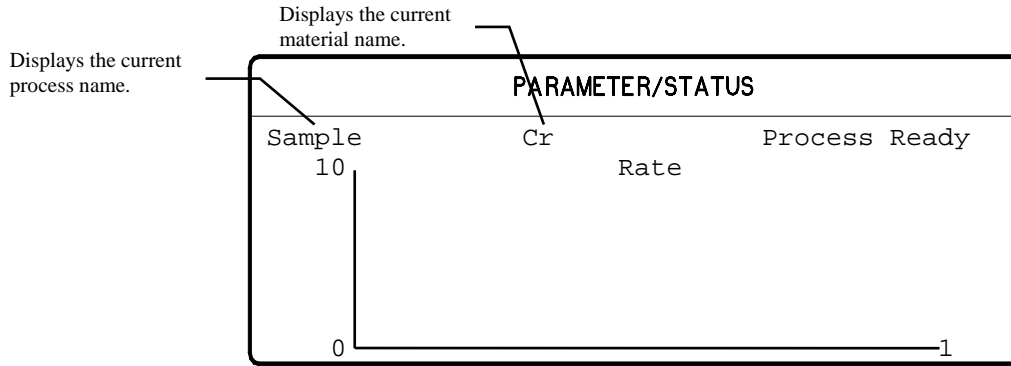 Displays the current
material name.
Displays the current
process name.
PARAMETER/STATUS
Sample Cr Process Ready
10 Rate
0 1